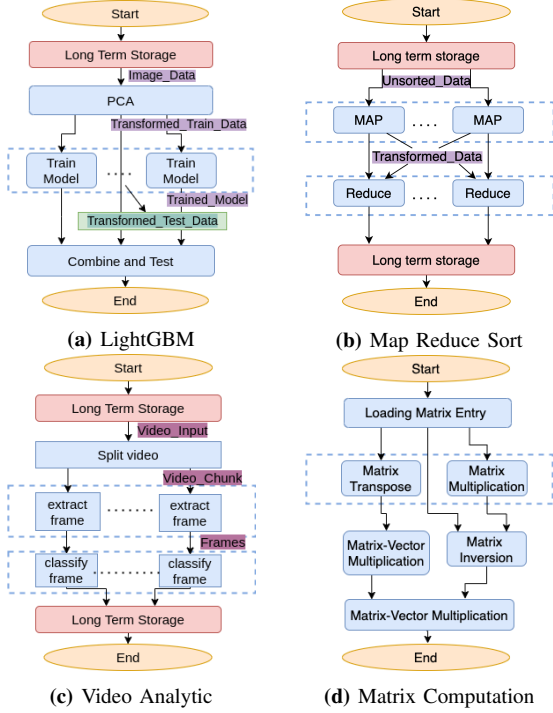 Start
Long Term Storage
Image_Data
PCA
Transformed_Train_Data
Train
Model
....
Train
Model
Trained_Model
Transformed_Test_Data
Combine and Test
End
(a) LightGBM
Start
Long term storage
Unsorted_Data
MAP
....
MAP
Transformed_Data
Reduce
....
Reduce
Long term storage
End
(b) Map Reduce Sort
Start
Long Term Storage
Video_Input
Split video
Video_Chunk
extract
frame
........
extract
frame
Frames
classify
frame
..........
classify
frame
Long Term Storage
End
(c) Video Analytic
Start
Loading Matrix Entry
Matrix
Transpose
Matrix
Multiplication
Matrix-Vector
Multiplication
Matrix
Inversion
Matrix-Vector Multiplication
End
(d) Matrix Computation